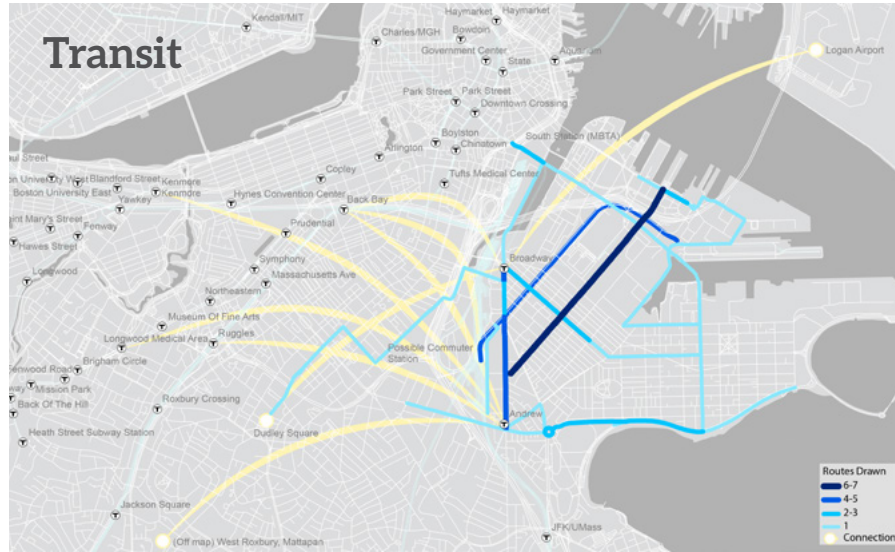 Transit
Kendall/MIT
Haymarket
Haymarket
Charles/MGH
Bowdoin
Government Center
Aquarium
State
Logan Airport
Park Street
Park Street
Downtown Crossing
Boylston
South Station (MBTA)
Chinatown
Arlington
Street
Copley
Tufts Medical Center
Blandford Street
Kenmore
Boston University East
Kenmore
Hynes Convention Center
Back Bay
Yawkey
Fenway
Prudential
Hawes Street
Broadway
Symphony
Longwood
Massachusetts Ave
Northeastern
Museum Of Fine Arts
Longwood Medical Area
Ruggles
Possible Commuter
Station
Brigham Circle
Mission Park
Roxbury Crossing
Back Of The Hill
Andrew
Dudley Square
Heath Street Subway Station
Jackson Square
JFK/UMass
(Off map) West Roxbury, Mattapan
Routes Drawn
6-7
4-5
2-3
1
Connection